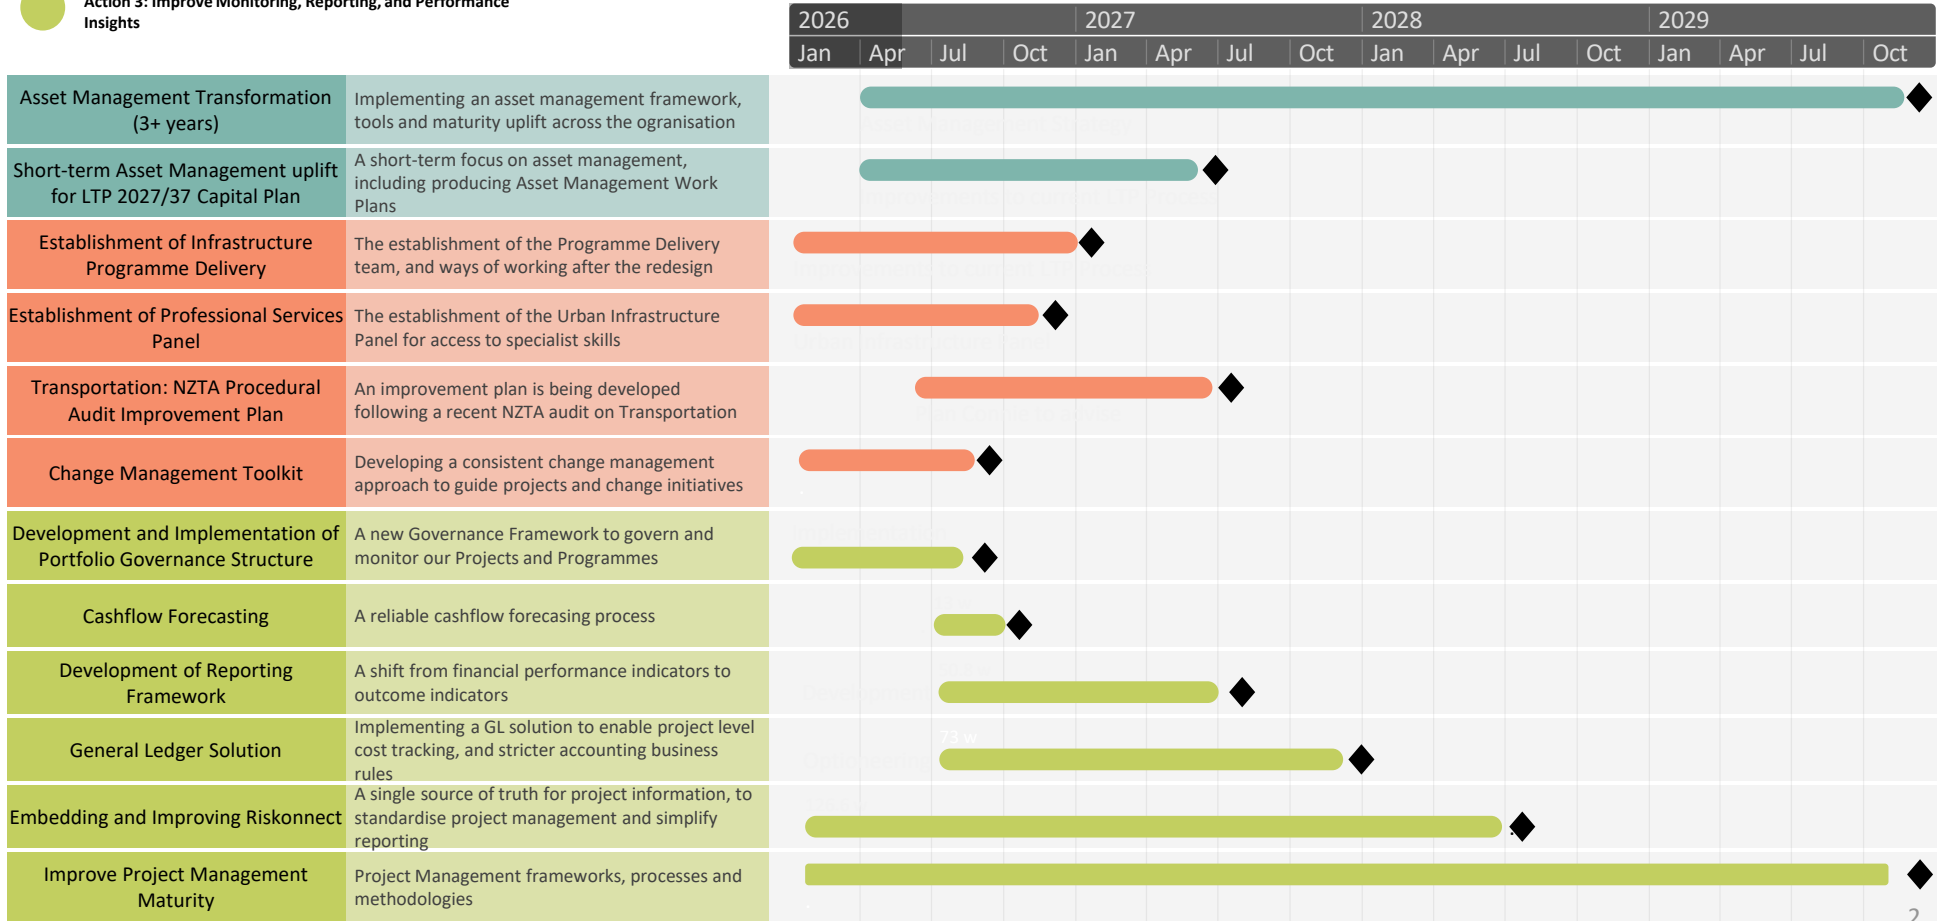 Action 3: Improve Monitoring, Reporting, and Performance
Insights
2026 2027 2028 2029
Jan Apr Jul Oct Jan Apr Jul Oct Jan Apr Jul Oct Jan Apr Jul Oct
Asset Management Transformation
(3+ years)
Implementing an asset management framework,
tools and maturity uplift across the ogranisation
Short-term Asset Management uplift
for LTP 2027/37 Capital Plan
A short-term focus on asset management,
including producing Asset Management Work
Plans
Establishment of Infrastructure
Programme Delivery
The establishment of the Programme Delivery
team, and ways of working after the redesign
Establishment of Professional Services
Panel
The establishment of the Urban Infrastructure
Panel for access to specialist skills
Transportation: NZTA Procedural
Audit Improvement Plan
An improvement plan is being developed
following a recent NZTA audit on Transportation
Change Management Toolkit
Developing a consistent change management
approach to guide projects and change initiatives
Development and Implementation of
Portfolio Governance Structure
A new Governance Framework to govern and
monitor our Projects and Programmes
Cashflow Forecasting
A reliable cashflow forecasing process
Development of Reporting
Framework
A shift from financial performance indicators to
outcome indicators
General Ledger Solution
Implementing a GL solution to enable project level
cost tracking, and stricter accounting business
rules
73 w
Embedding and Improving Riskonnect
A single source of truth for project information, to
standardise project management and simplify
reporting
Improve Project Management
Maturity
Project Management frameworks, processes and
methodologies
2